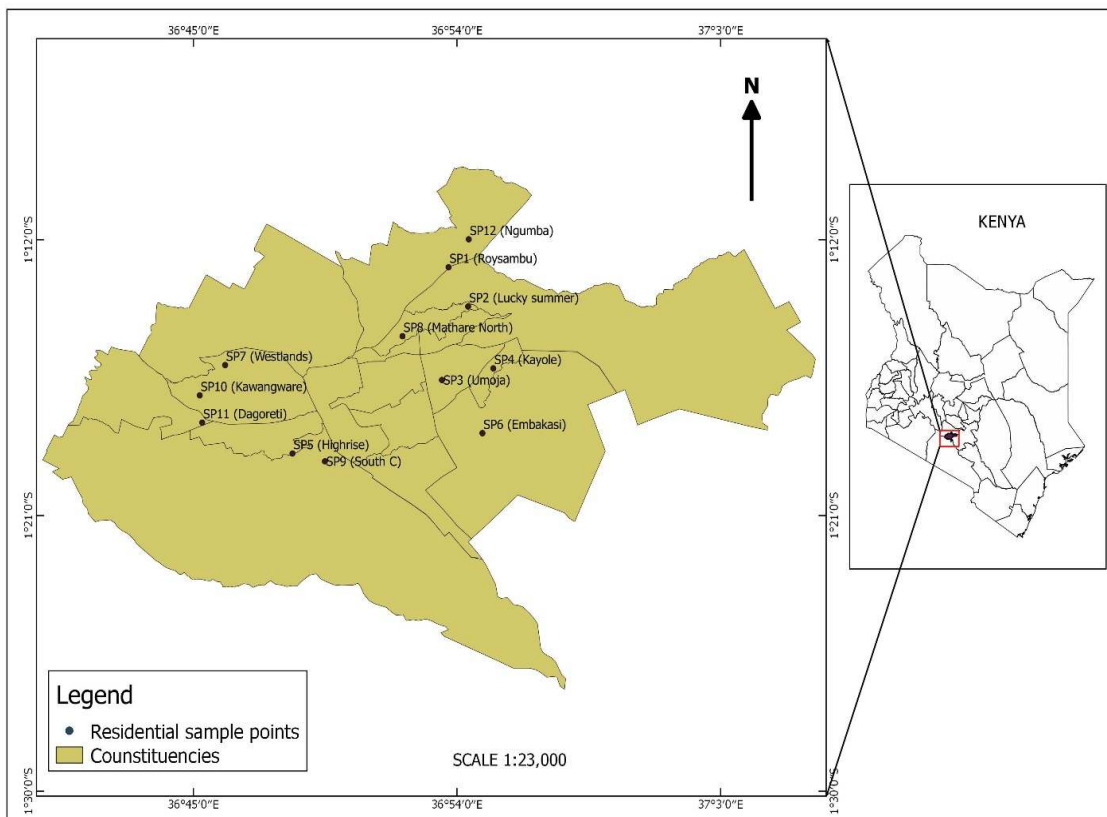 36°45'0"E
36°54'0"E
37°3'0"E
N
KENYA
1°12'0"S
1°12'0"S
SP12 (Ngumba)
SP1 (Roysambu)
SP2 (Lucky summer)
SP8 (Mathare North)
SP7 (Westlands)
SP4 (Kayole)
SP3 (Umoja)
SP10 (Kawangware)
SP11 (Dagoreti)
SP6 (Embakasi)
SP5 (Highrise)
SP9 (South C)
1°21'0"S
1°21'0"S
Legend
Residential sample points
Counstituencies
SCALE 1:23,000
1°30'0"S
1°30'0"S
36°45'0"E
36°54'0"E
37°3'0"E